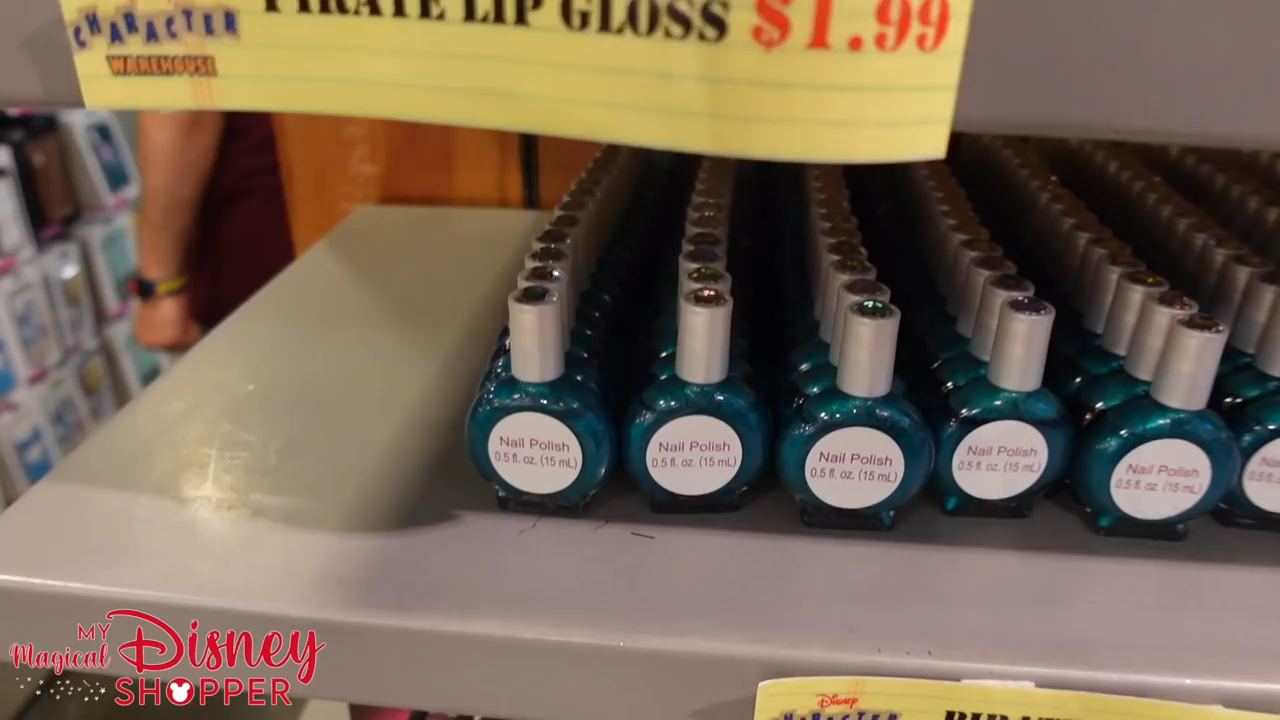 PIRATE LIP GLOSS $1.99
CHARACTER
WAREHOUSE
Nail Polish
0.5 fl. oz. (15 mL)
Nail Polish
0.5 fl. oz. (15 mL)
Nail Polish
0.5 fl. oz. (15 mL)
Nail Polish
0.5 fl. oz. (15 mL)
Nail Polish
0.5 fl. oz. (15 mL)
MY
Magical Disney
SHOPPER
Disney
CHARACTER